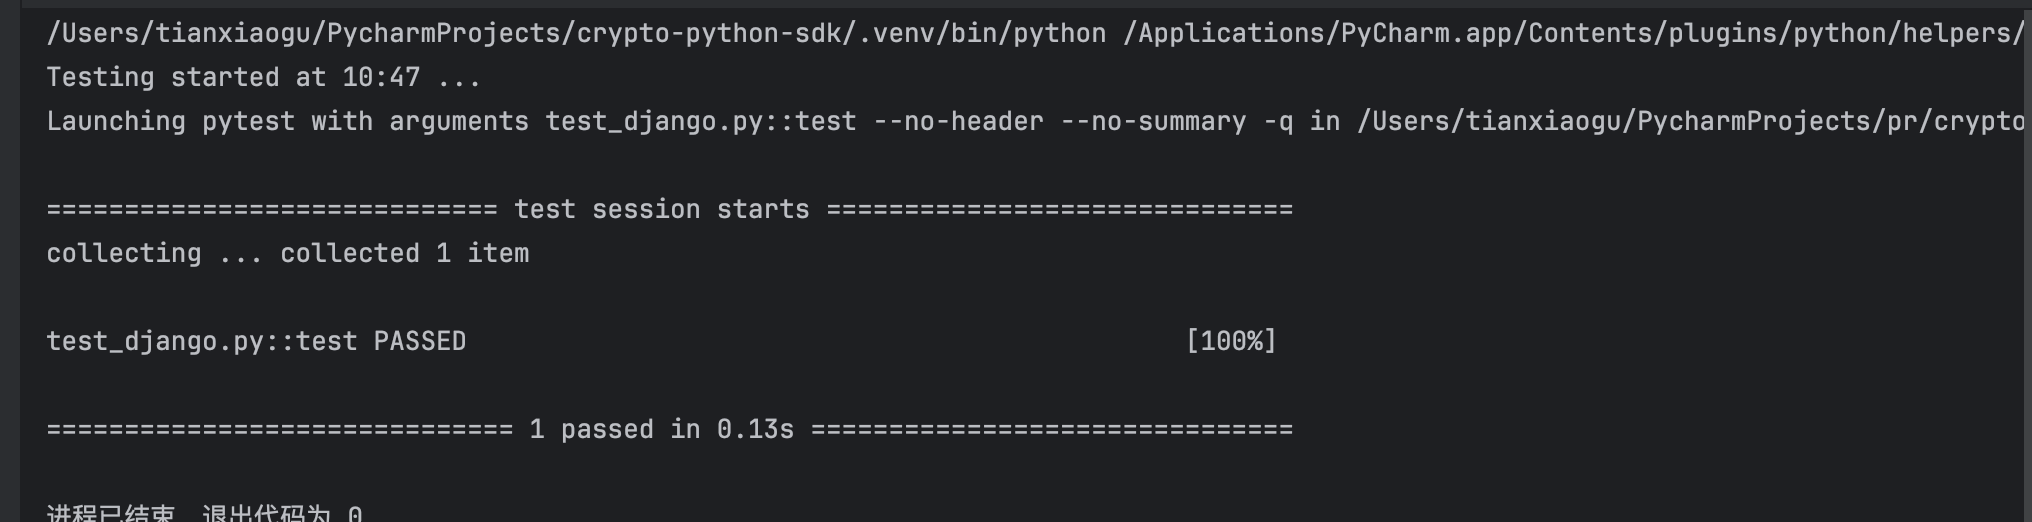 /Users/tianxiaogu/PycharmProjects/crypto-python-sdk/.venv/bin/python /Applications/PyCharm.app/Contents/plugins/python/helpers/
Testing started at 10:47 ...
Launching pytest with arguments test_django.py::test --no-header --no-summary -q in /Users/tianxiaogu/PycharmProjects/pr/crypto
============================= test session starts ==============================
collecting ... collected 1 item
test_django.py::test PASSED [100%]
============================== 1 passed in 0.13s ===============================
进程已结束，退出代码为 0